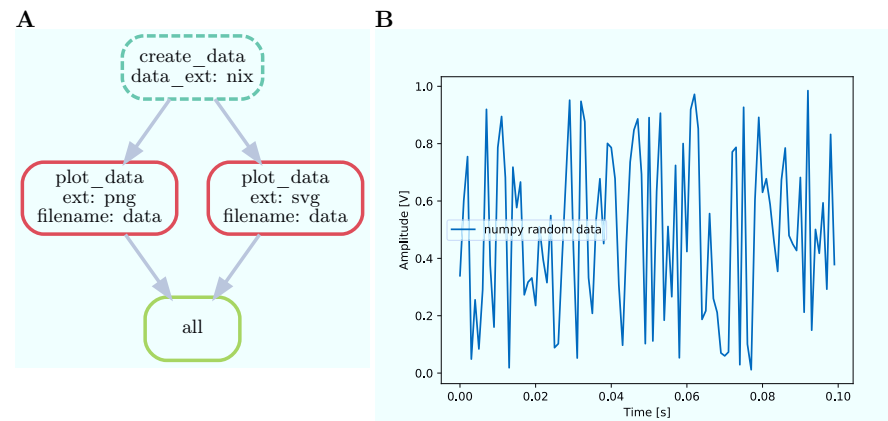 A
create_data
data_ext: nix
plot_data
ext: png
filename: data
plot_data
ext: svg
filename: data
all
B
1.0
0.8
0.6
0.4
0.2
0.0
Amplitude [V]
numpy random data
0.00
0.02
0.04
0.06
0.08
0.10
Time [s]